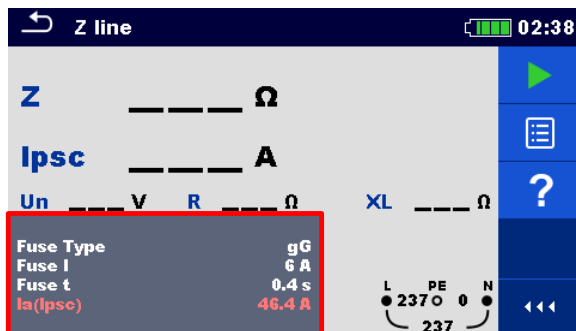 Z line 02:38
Z ___ Ω
Ipsc ___ A
Un ___ V R ___ Ω XL ___ Ω
?
Fuse Type gG
Fuse I 6 A
Fuse t 0.4 s
Ia(Ipsc) 46.4 A
L PE N
237 0
237